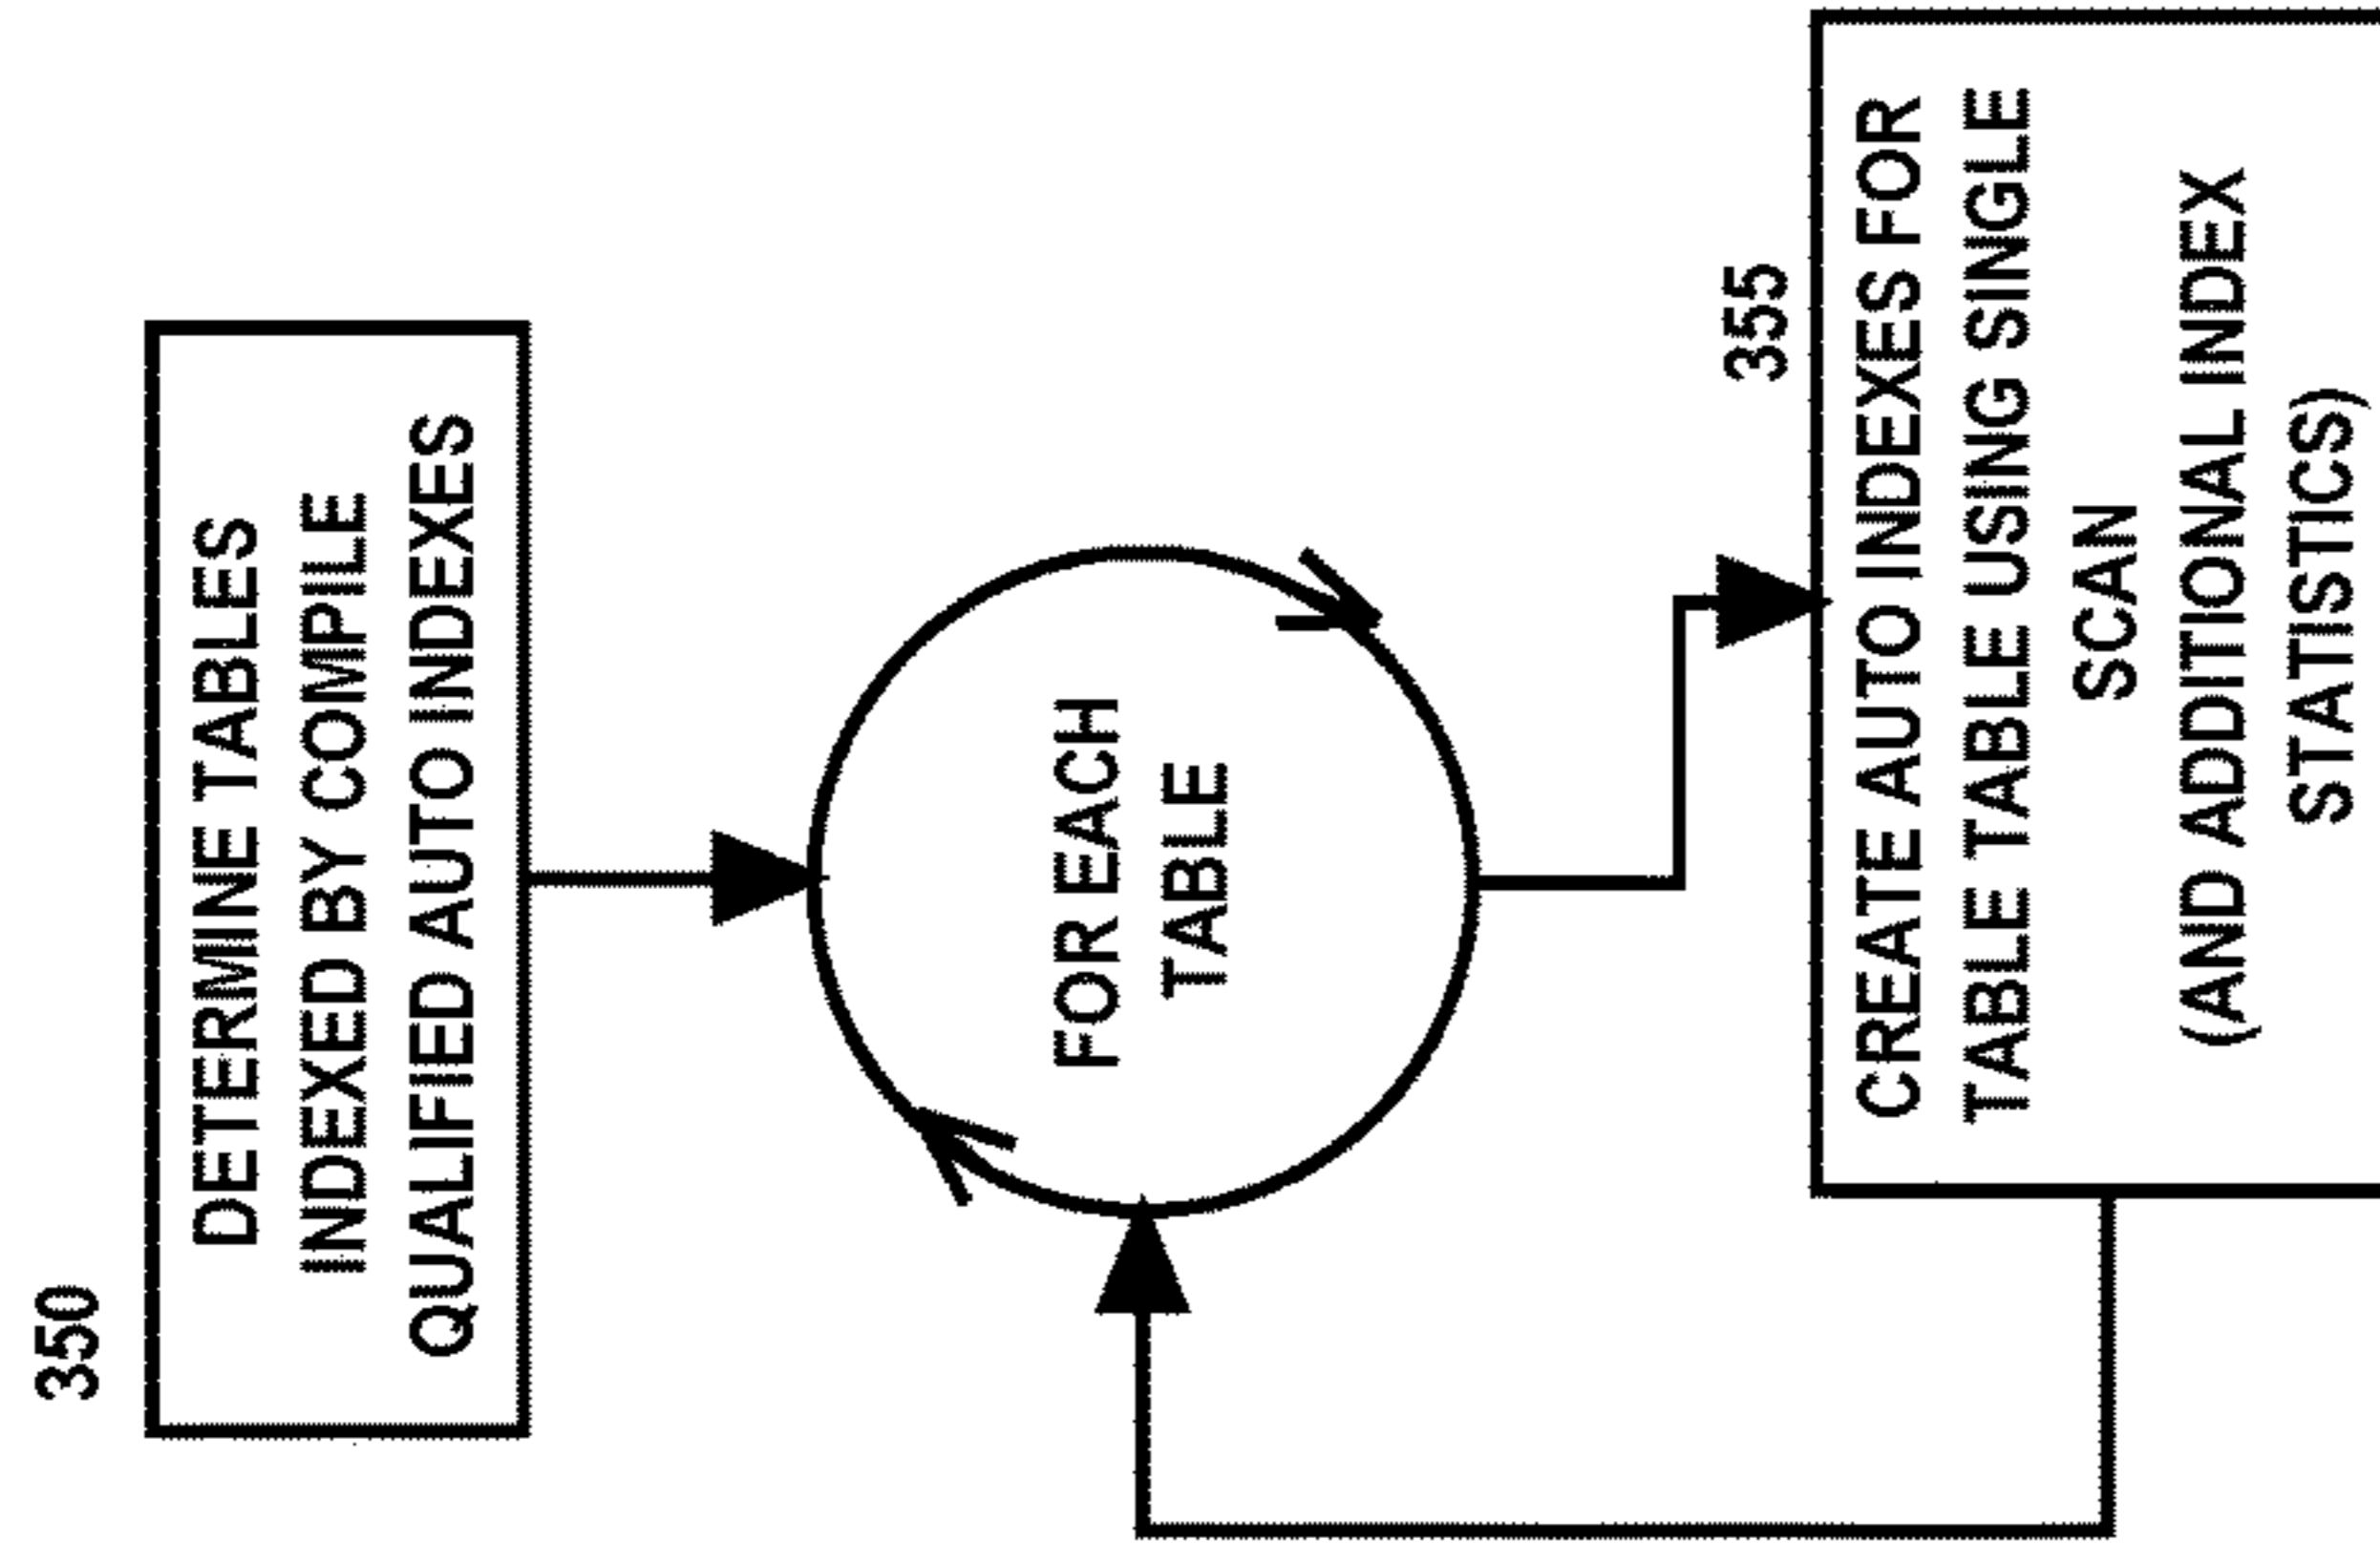 350
DETERMINE TABLES
INDEXED BY COMPILE
QUALIFIED AUTO INDEXES
FOR EACH
TABLE
355
CREATE AUTO INDEXES FOR
TABLE TABLE USING SINGLE
SCAN
(AND ADDITIONAL INDEX
STATISTICS)